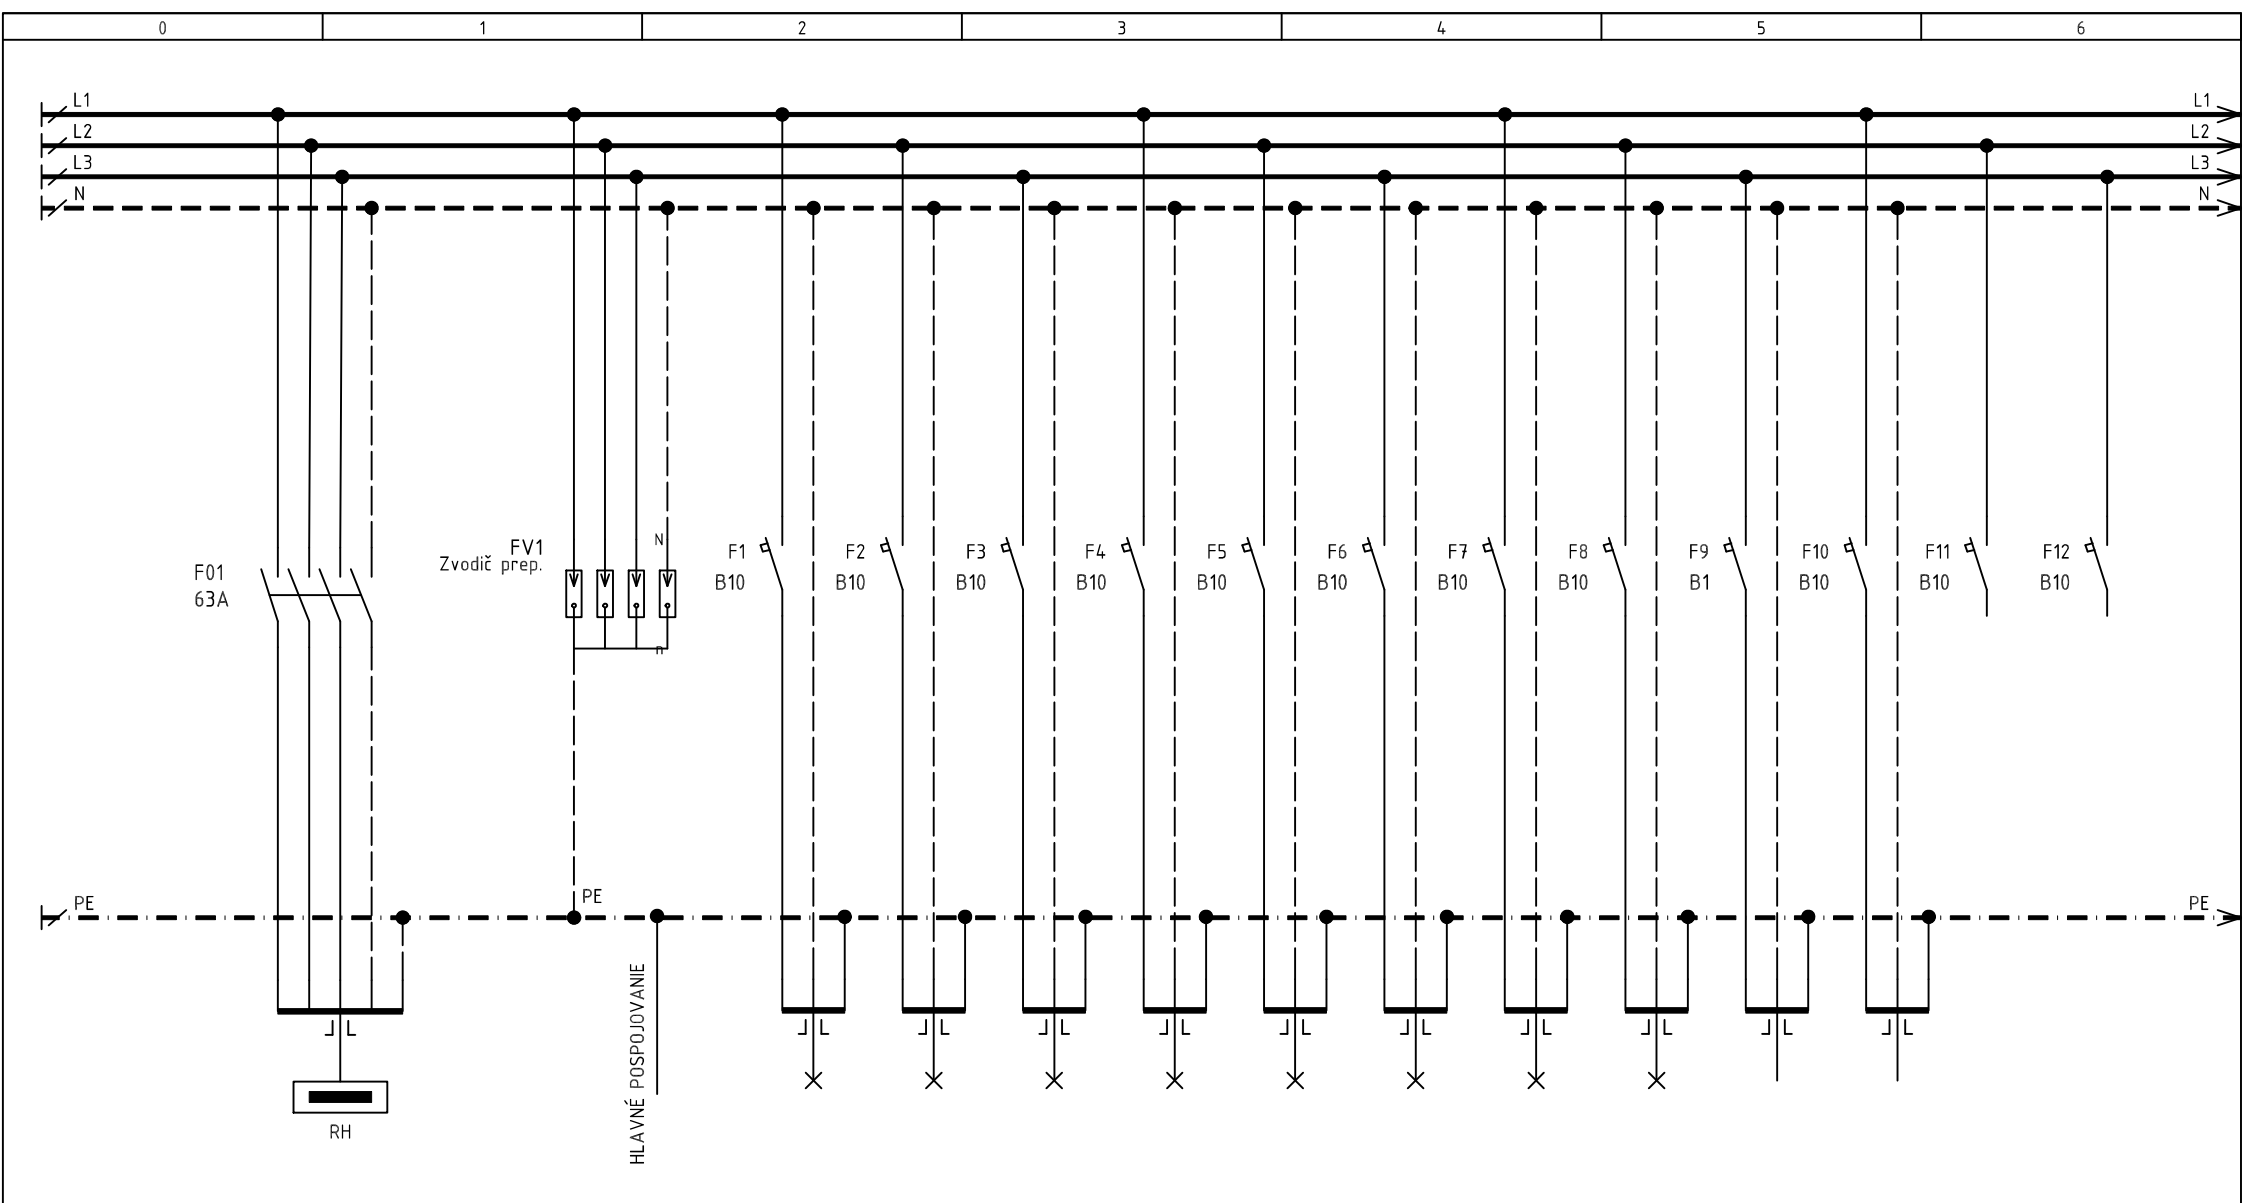 0 1 2 3 4 5 6
L1 L1
L2 L2
L3 L3
N N
N
FV1
Zvodič prep.
F01
63A
F1 F2 F3 F4 F5 F6 F7 F8 F9 F10 F11 F12
B10 B10 B10 B10 B10 B10 B10 B10 B1 B10 B10 B10
n
PE PE PE
HLAVNÉ POSPOJOVANIE
RH